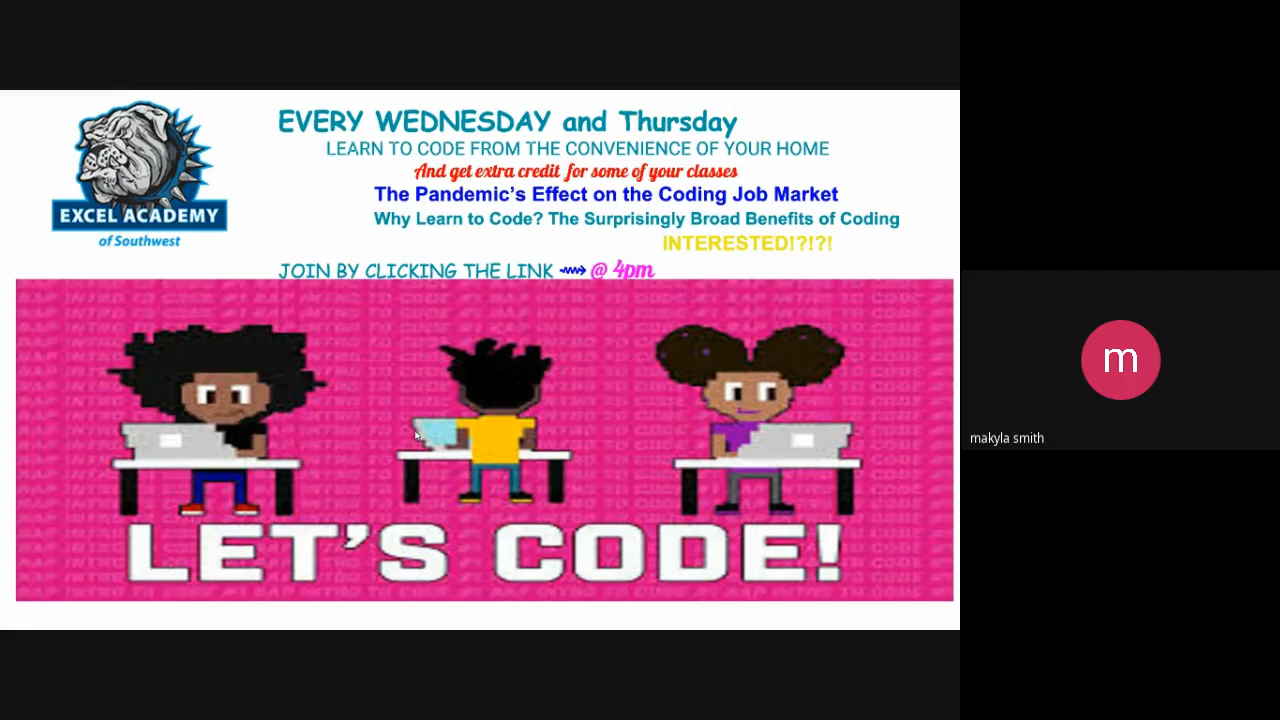 EVERY WEDNESDAY and Thursday
LEARN TO CODE FROM THE CONVENIENCE OF YOUR HOME
And get extra credit for some of your classes
The Pandemic's Effect on the Coding Job Market
Why Learn to Code? The Surprisingly Broad Benefits of Coding
INTERESTED!?!?!
JOIN BY CLICKING THE LINK @ 4pm
EXCEL ACADEMY
of Southwest
LET'S CODE!
m
makyla smith